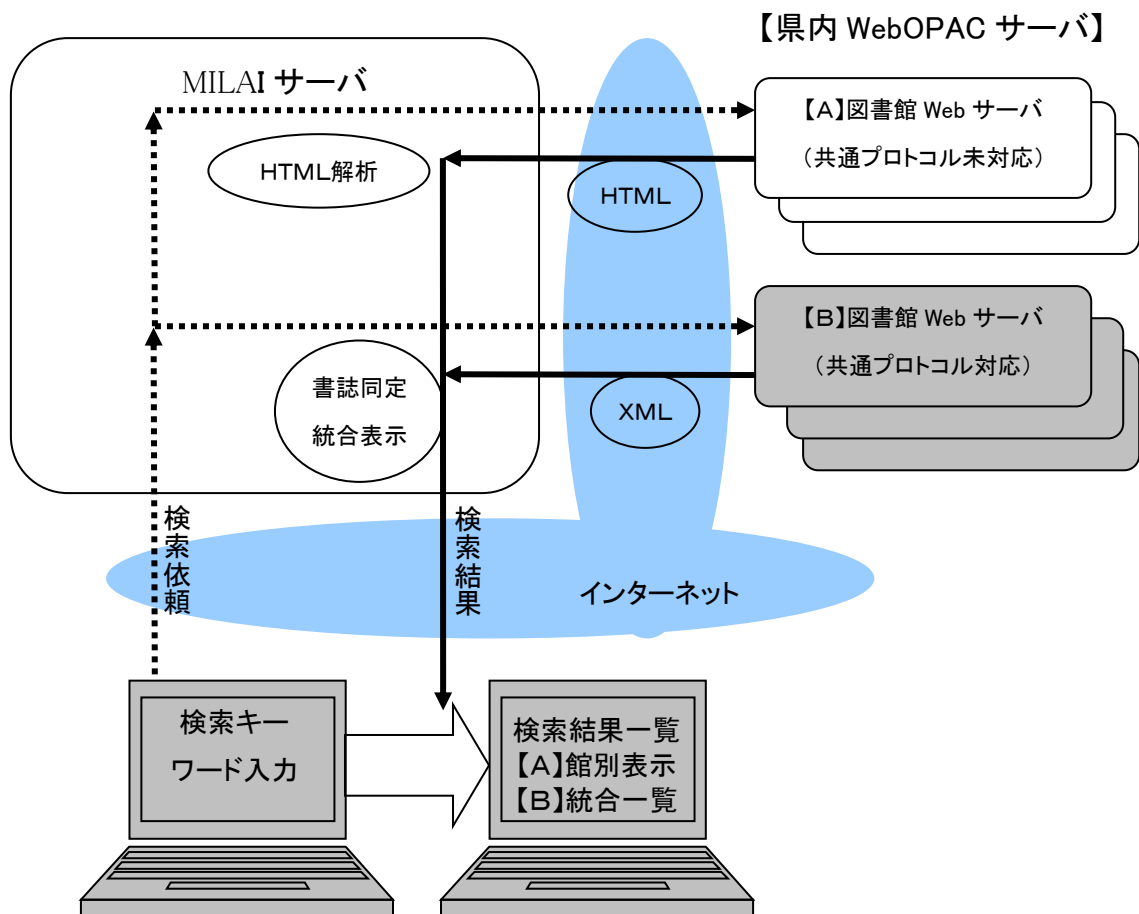 【県内 WebOPAC サーバ】
MILAI サーバ
【A】図書館 Web サーバ
（共通プロトコル未対応）
HTML解析
HTML
【B】図書館 Web サーバ
（共通プロトコル対応）
書誌同定
統合表示
XML
検索依頼
検索結果
インターネット
検索キー
ワード入力
検索結果一覧
【A】館別表示
【B】統合一覧